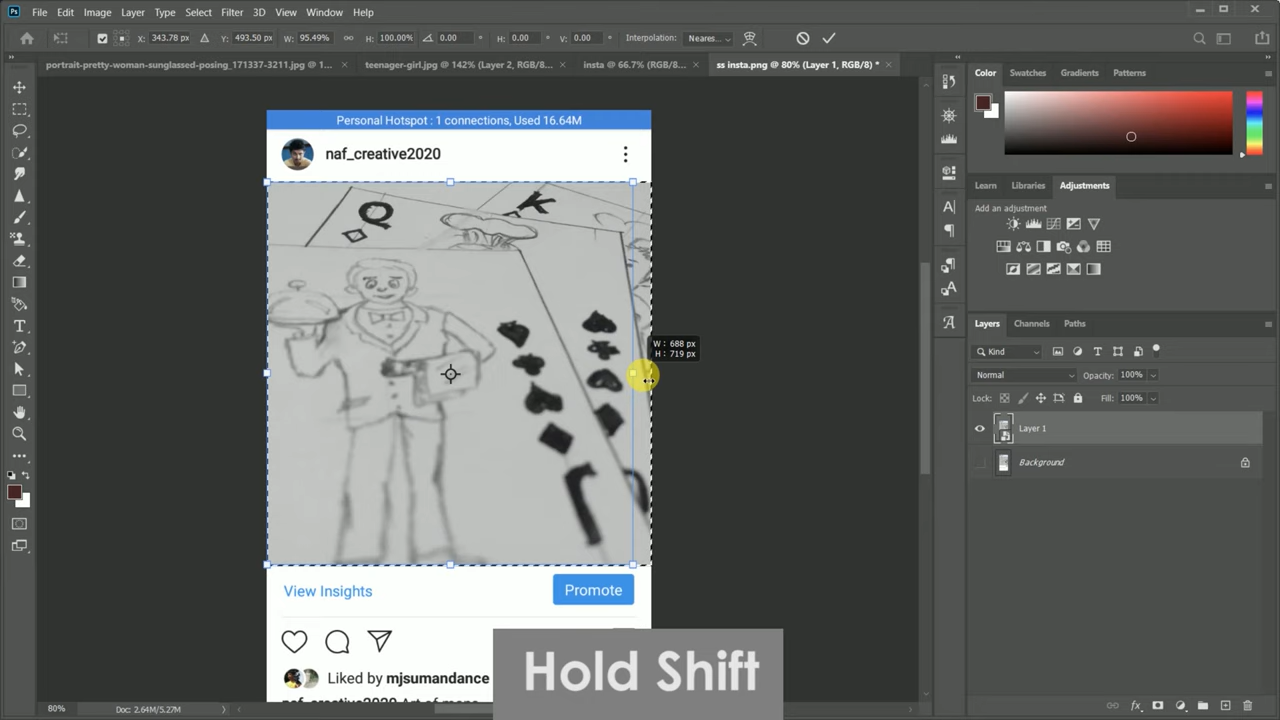 Ps File Edit Image Layer Type Select Filter 3D View Window Help
X: 343.78 px Y: 493.50 px W: 95.49% H: 100.00% 0.00 ° H: 0.00 ° V: 0.00 ° Interpolation: Neares...
portrait-pretty-woman-sunglassed-posing_171337-3211.jpg @ 1... × teenager-girl.jpg @ 142% (Layer 2, RGB/8... × insta @ 66.7% (RGB/8... × ss insta.png @ 80% (Layer 1, RGB/8) * ×
Color Swatches Gradients Patterns
Personal Hotspot : 1 connections, Used 16.64M
naf_creative2020
Learn Libraries Adjustments
Add an adjustment
Q K
Layers Channels Paths
W: 688 px
H: 719 px
Kind
Normal Opacity: 100%
Lock: Fill: 100%
Layer 1
Background
View Insights Promote
Liked by mjsumandance
Hold Shift
80% Doc: 2.64M/5.27M